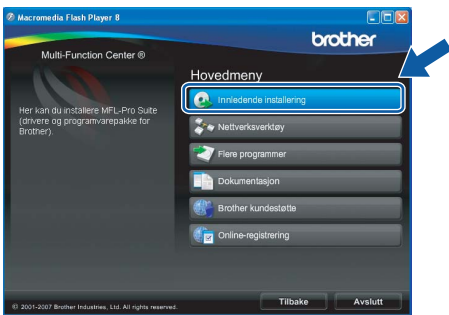 Macromedia Flash Player 8
brother
Multi-Function Center ®
Hovedmeny
Her kan du installere MFL-Pro Suite
(drivere og programvarepakke for
Brother).
Innledende installering
Nettverksverktøy
Flere programmer
Dokumentasjon
Brother kundestøtte
Online-registrering
© 2001-2007 Brother Industries, Ltd. All rights reserved.
Tilbake
Avslutt